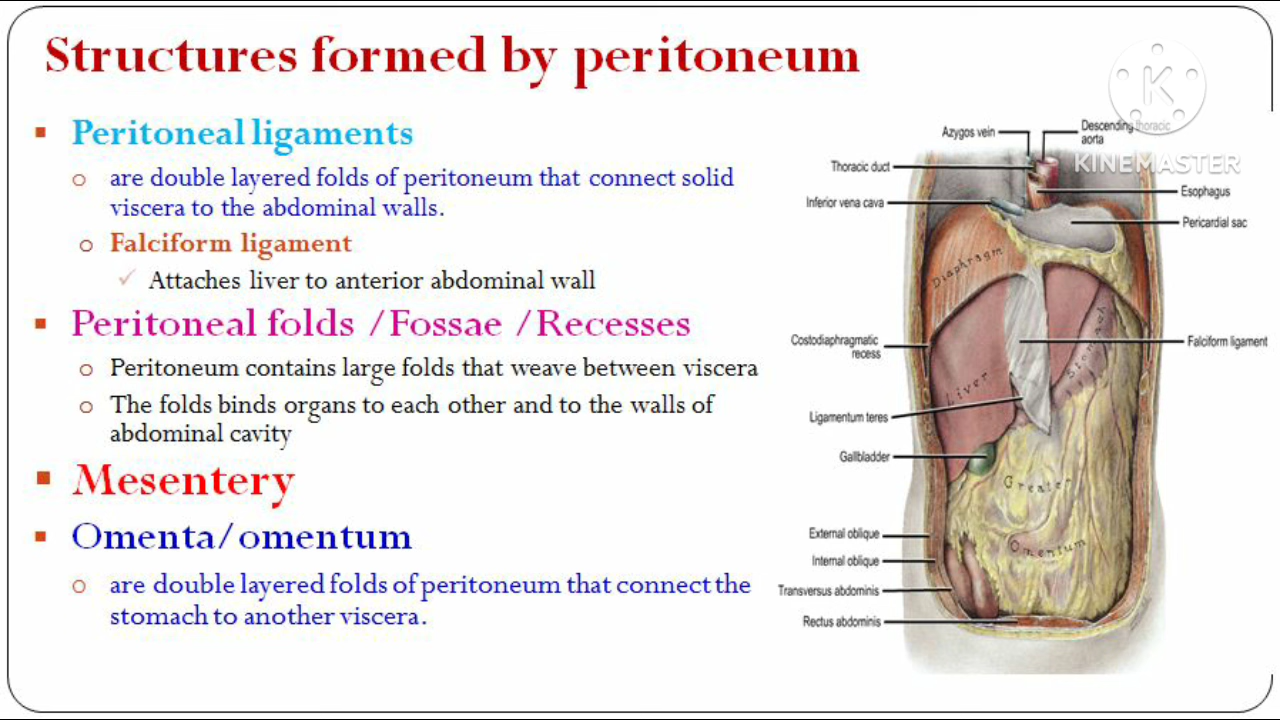 Structures formed by peritoneum
▪ Peritoneal ligaments
o are double layered folds of peritoneum that connect solid
viscera to the abdominal walls.
o Falciform ligament
✓ Attaches liver to anterior abdominal wall
▪ Peritoneal folds /Fossae /Recesses
o Peritoneum contains large folds that weave between viscera
o The folds binds organs to each other and to the walls of
abdominal cavity
▪ Mesentery
▪ Omenta/omentum
o are double layered folds of peritoneum that connect the
stomach to another viscera.
K
KINEMASTER
Azygos vein
Descending thoracic
aorta
Thoracic duct
Esophagus
Inferior vena cava
Pericardial sac
Diaphragm
Costodiaphragmatic
recess
Falciform ligament
Stomach
Liver
Ligamentum teres
Gallbladder
Greater
Omentum
External oblique
Internal oblique
Transversus abdominis
Rectus abdominis